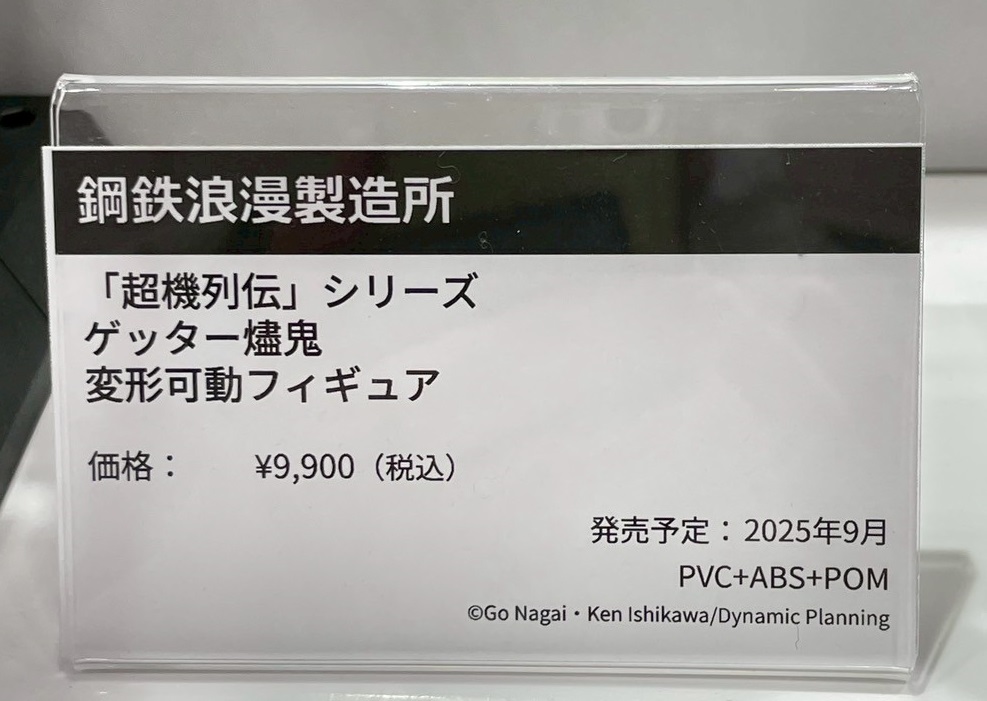 鋼鉄浪漫製造所
「超機列伝」シリーズ
ゲッター燼鬼
変形可動フィギュア
価格： ¥9,900（税込）
発売予定：2025年9月
PVC+ABS+POM
©Go Nagai・Ken Ishikawa/Dynamic Planning